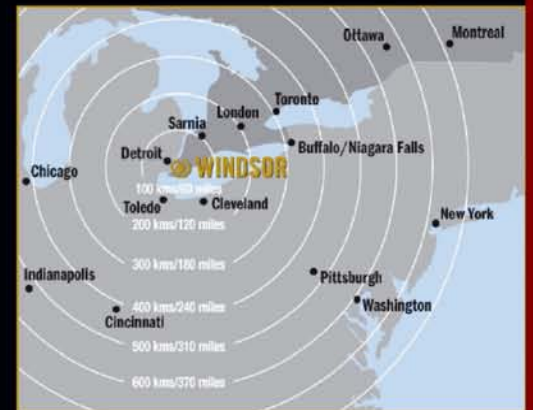 Ottawa
Montreal
Toronto
London
Sarnia
Buffalo/Niagara Falls
Detroit
WINDSOR
Chicago
100 kms/60 miles
Toledo
Cleveland
200 kms/120 miles
New York
300 kms/180 miles
Indianapolis
Pittsburgh
400 kms/240 miles
Washington
Cincinnati
500 kms/310 miles
600 kms/370 miles